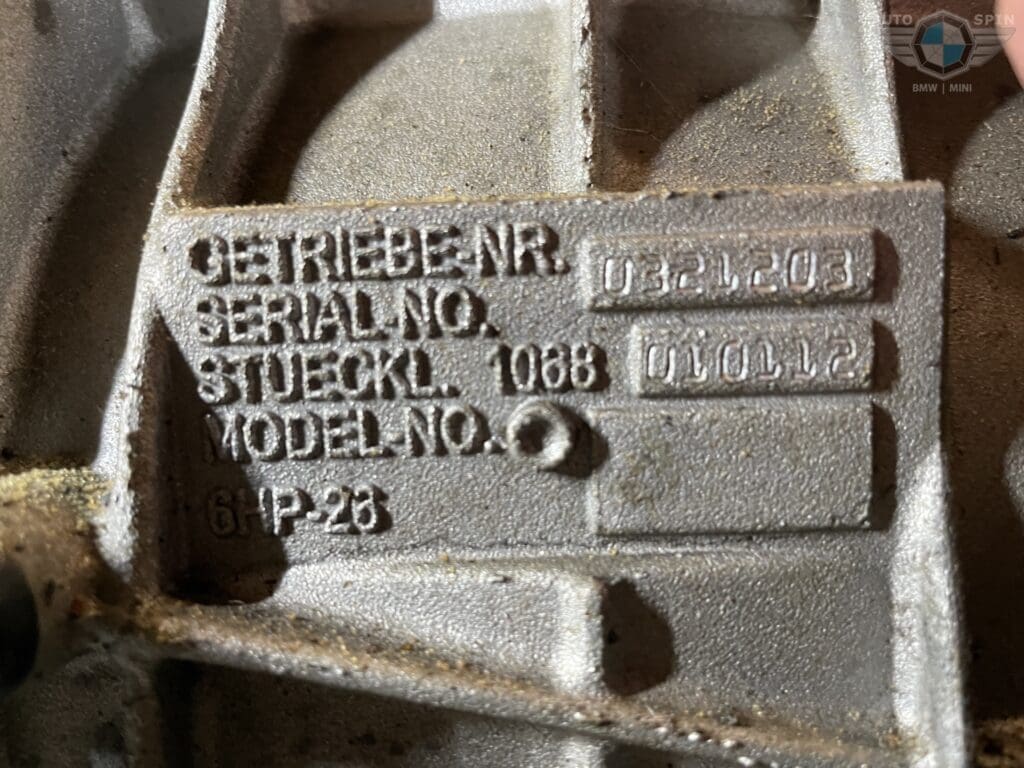 AUTO SPIN
BMW | MINI
GETRIEBE-NR. 0321203
SERIAL-NO.
STUECKL. 1068 010112
MODEL-NO.
6HP-26